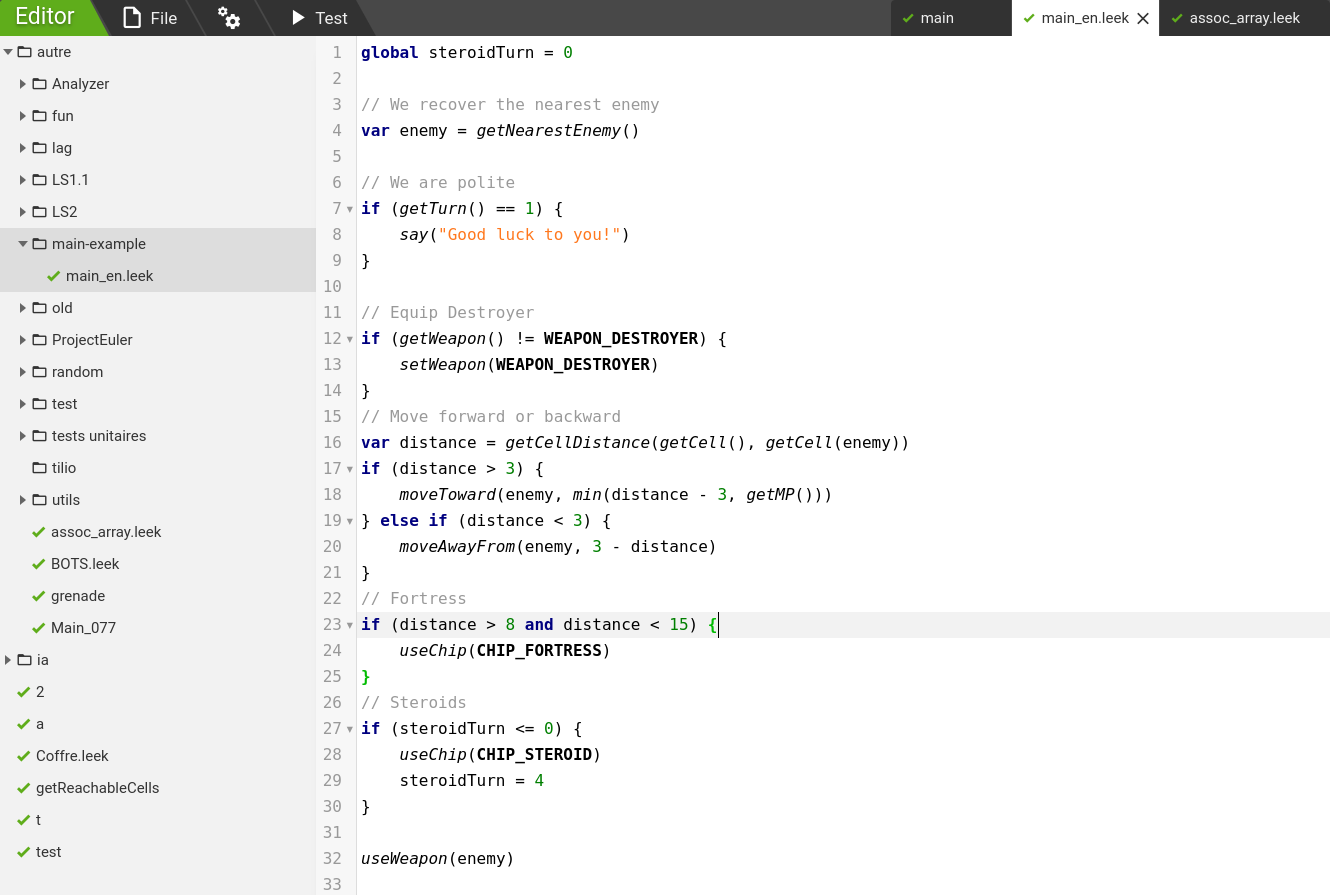 Editor File Test main main_en.leek assoc_array.leek
autre
Analyzer
fun
lag
LS1.1
LS2
main-example
main_en.leek
old
ProjectEuler
random
test
tests unitaires
tilio
utils
assoc_array.leek
BOTS.leek
grenade
Main_077
ia
2
a
Coffre.leek
getReachableCells
t
test
1 global steroidTurn = 0
2
3 // We recover the nearest enemy
4 var enemy = getNearestEnemy()
5
6 // We are polite
7 if (getTurn() == 1) {
8     say("Good luck to you!")
9 }
10
11 // Equip Destroyer
12 if (getWeapon() != WEAPON_DESTROYER) {
13     setWeapon(WEAPON_DESTROYER)
14 }
15 // Move forward or backward
16 var distance = getCellDistance(getCell(), getCell(enemy))
17 if (distance > 3) {
18     moveToward(enemy, min(distance - 3, getMP()))
19 } else if (distance < 3) {
20     moveAwayFrom(enemy, 3 - distance)
21 }
22 // Fortress
23 if (distance > 8 and distance < 15) {
24     useChip(CHIP_FORTRESS)
25 }
26 // Steroids
27 if (steroidTurn <= 0) {
28     useChip(CHIP_STEROID)
29     steroidTurn = 4
30 }
31
32 useWeapon(enemy)
33